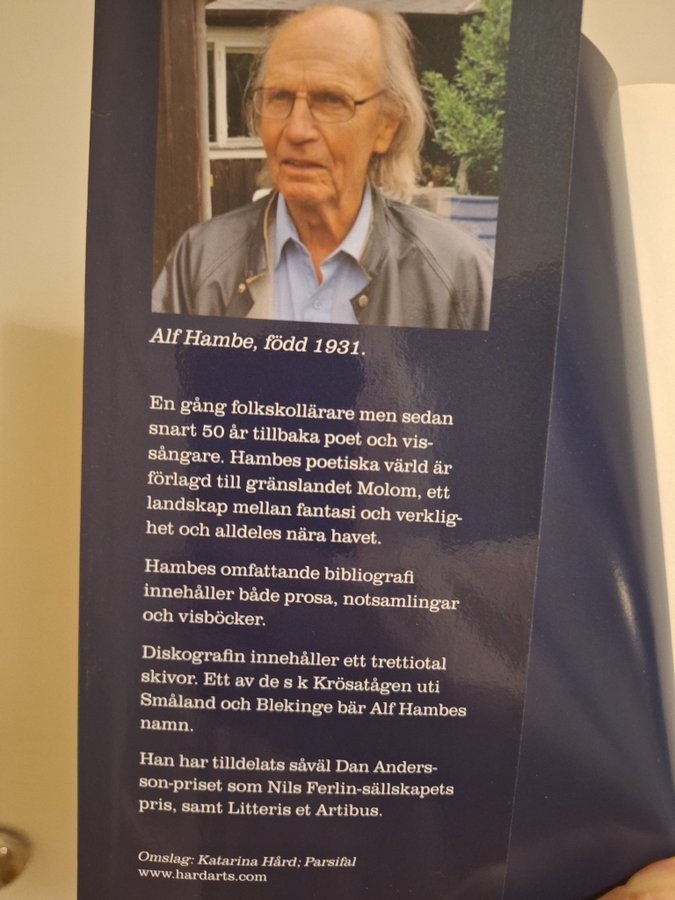 Alf Hambe, född 1931.
En gång folkskollärare men sedan
snart 50 år tillbaka poet och vis-
sångare. Hambes poetiska värld är
förlagd till gränslandet Molom, ett
landskap mellan fantasi och verklig-
het och alldeles nära havet.
Hambes omfattande bibliografi
innehåller både prosa, notsamlingar
och visböcker.
Diskografin innehåller ett trettiotal
skivor. Ett av de s k Krösatågen uti
Småland och Blekinge bär Alf Hambes
namn.
Han har tilldelats såväl Dan Anders-
son-priset som Nils Ferlin-sällskapets
pris, samt Litteris et Artibus.
Omslag: Katarina Hård; Parsifal
www.hardarts.com